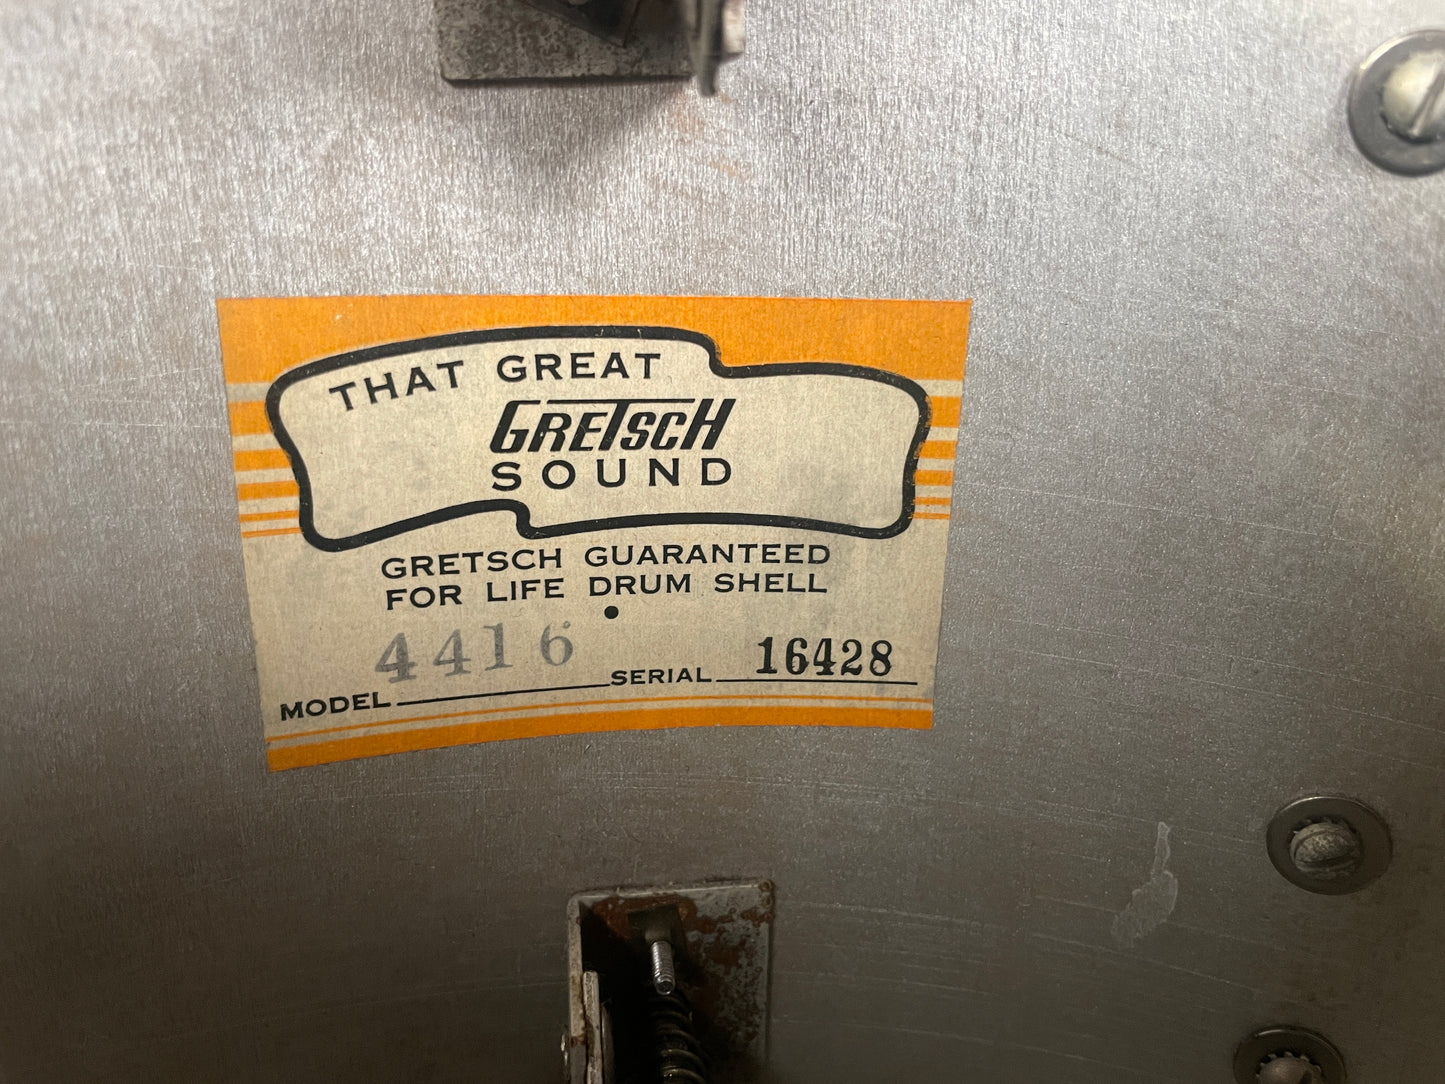 THAT GREAT
GRETSCH
SOUND
GRETSCH GUARANTEED
FOR LIFE DRUM SHELL
MODEL 4416 SERIAL 16428